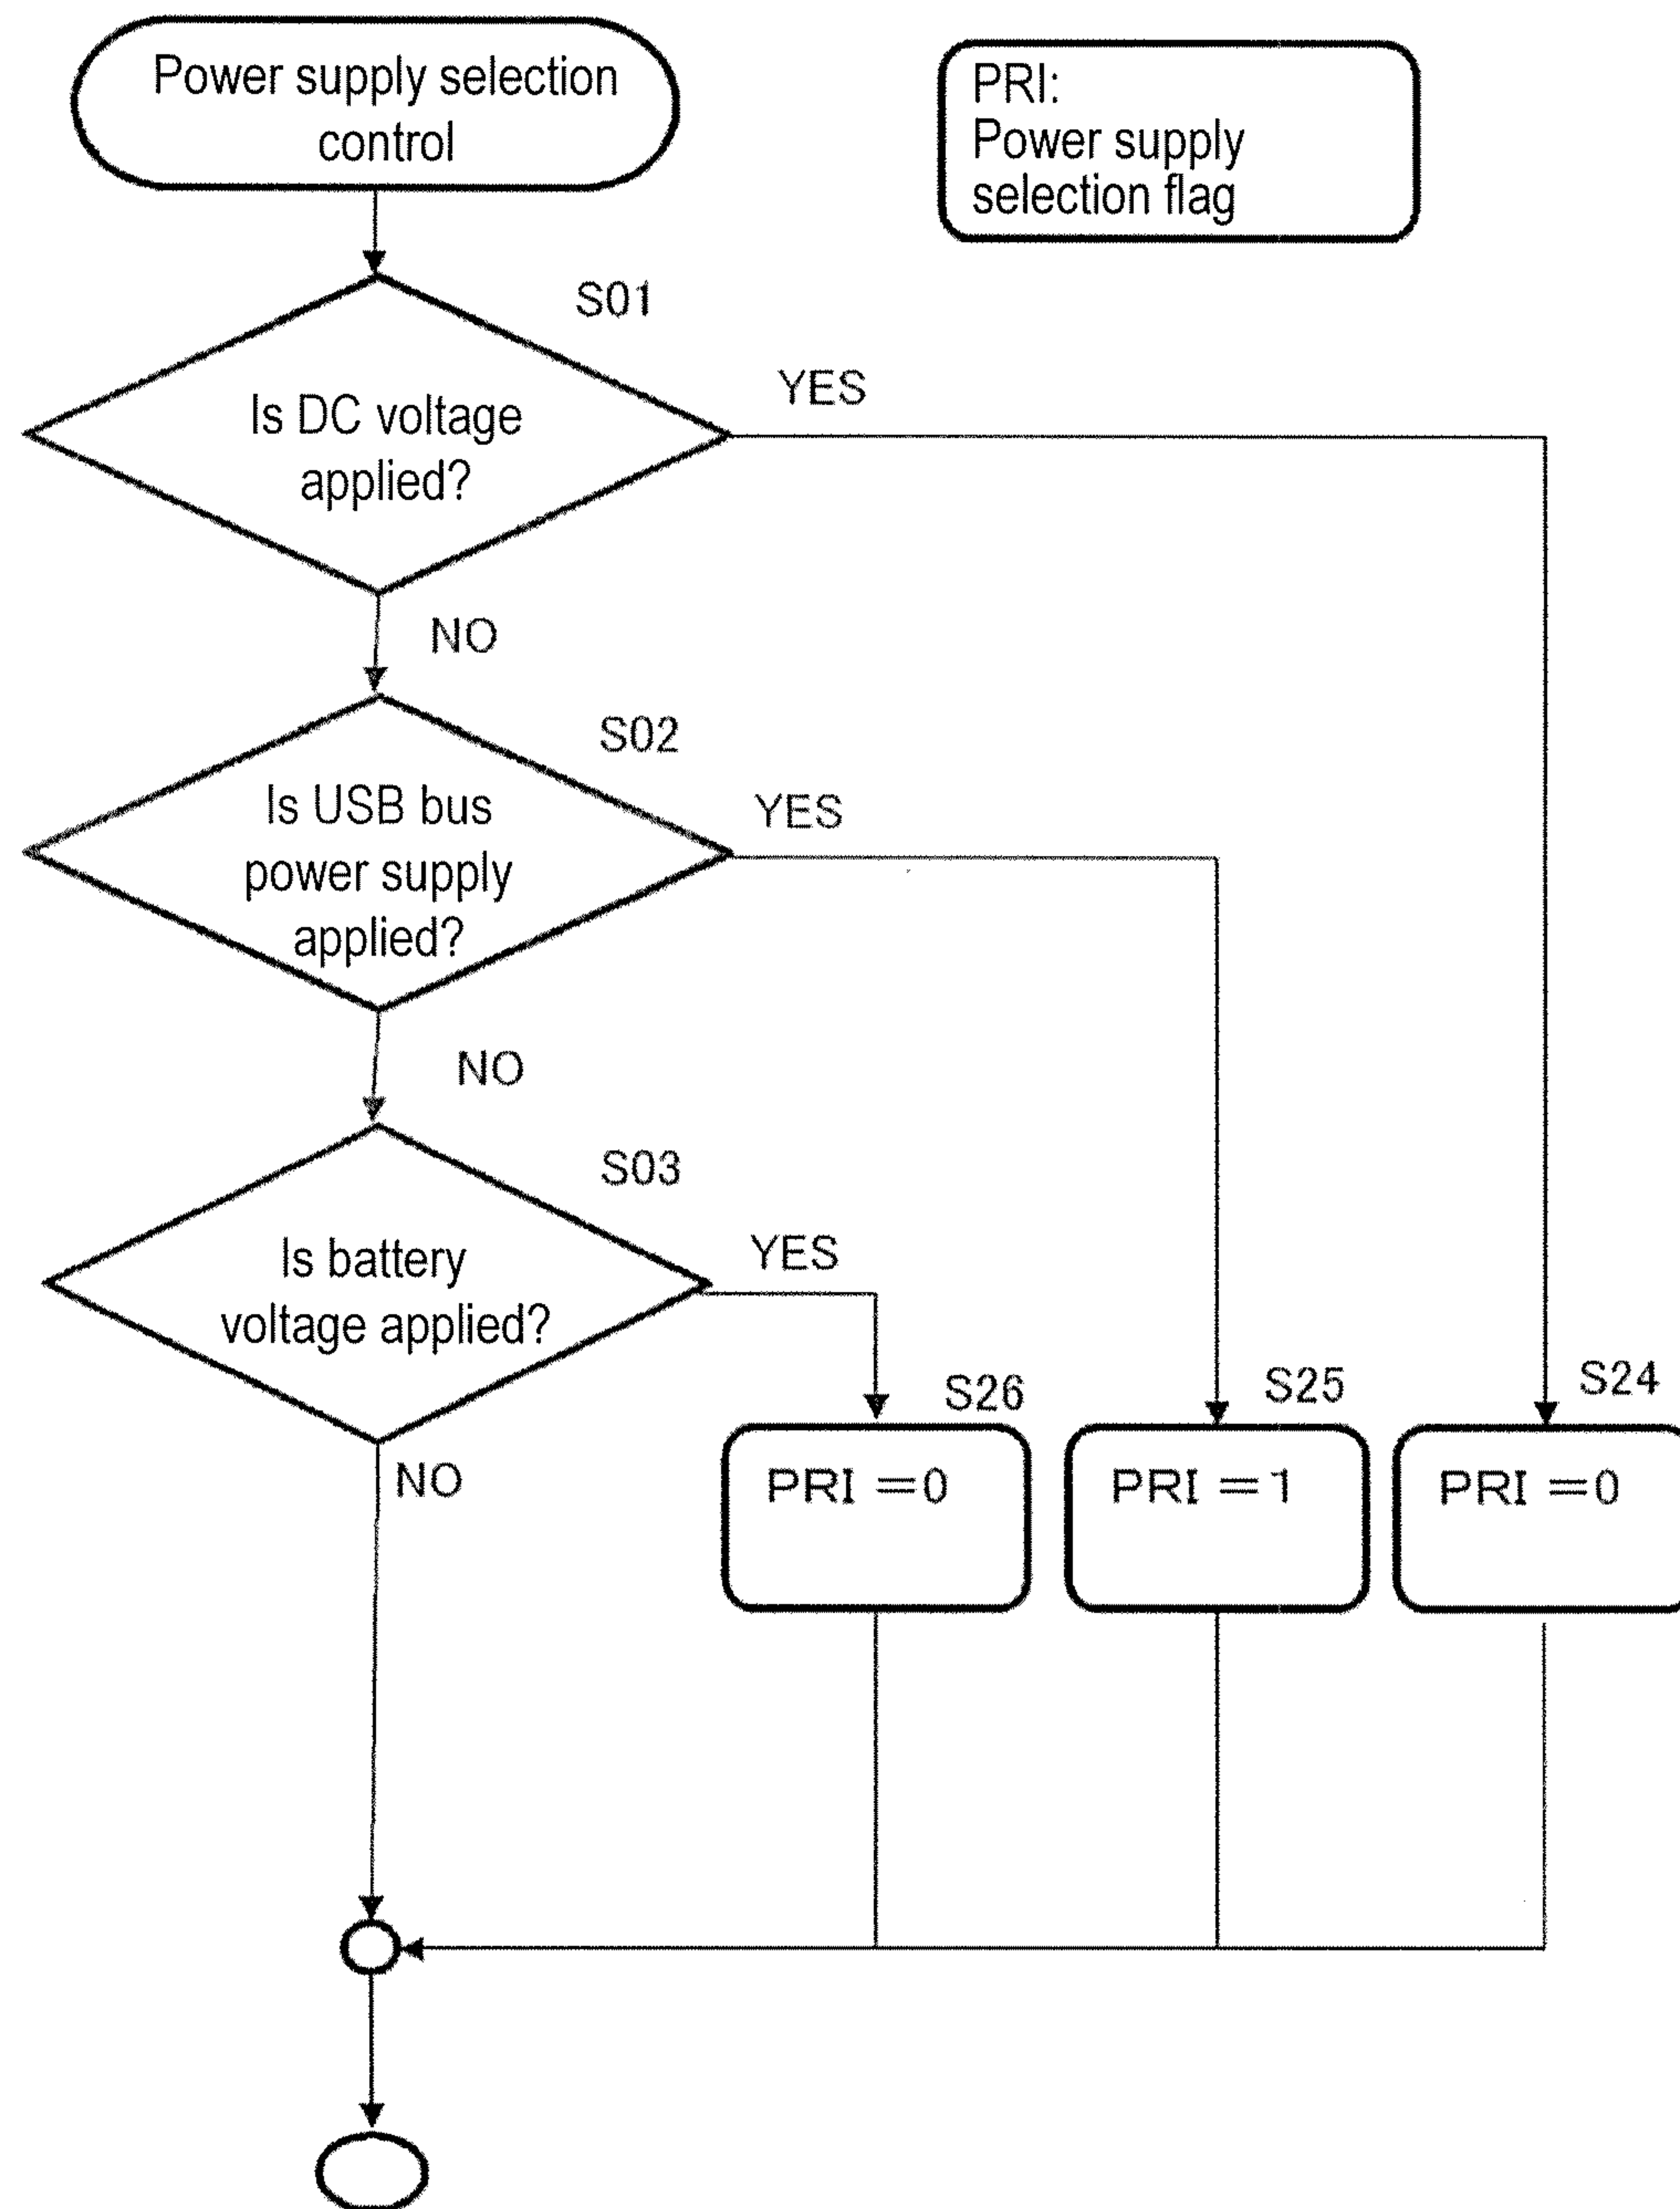 Power supply selection
control
PRI:
Power supply
selection flag
S01
Is DC voltage
applied?
YES
NO
S02
Is USB bus
power supply
applied?
YES
NO
S03
Is battery
voltage applied?
YES
NO
S26
PRI =0
S25
PRI =1
S24
PRI =0